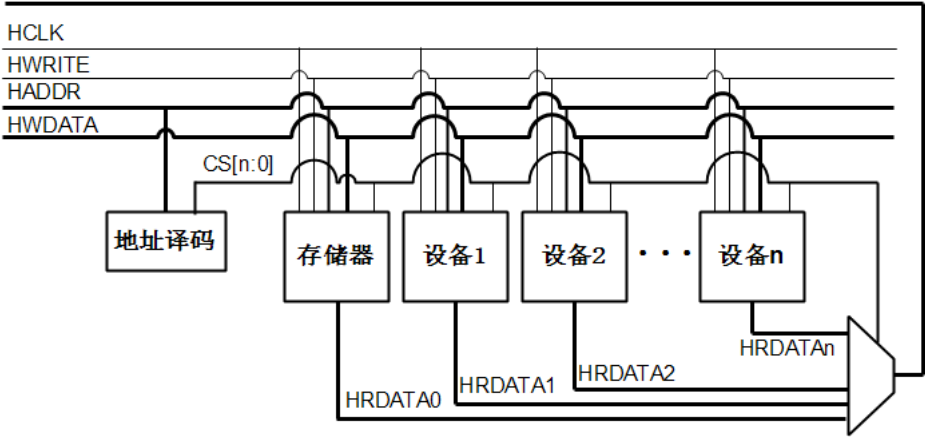 HCLK
HWRITE
HADDR
HWDATA
CS[n:0]
地址译码
存储器
设备1
设备2
···
设备n
HRDATAn
HRDATA2
HRDATA1
HRDATA0